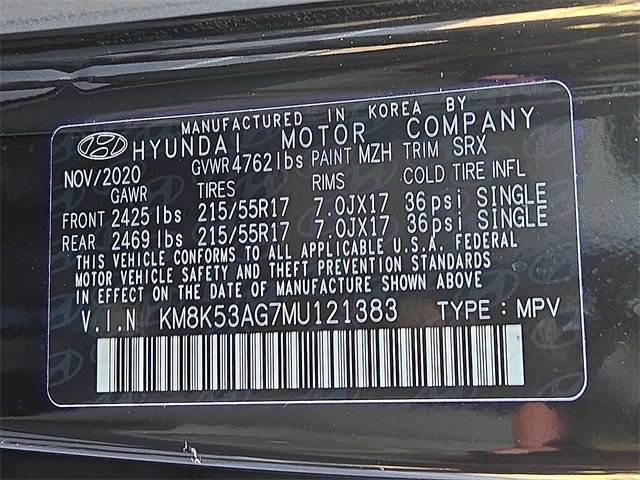 MANUFACTURED IN KOREA BY
HYUNDAI MOTOR COMPANY
NOV/2020 GVWR 4762 lbs PAINT MZH TRIM SRX
GAWR TIRES RIMS COLD TIRE INFL
FRONT 2425 lbs 215/55R17 7.0JX17 36 psi SINGLE
REAR 2469 lbs 215/55R17 7.0JX17 36 psi SINGLE
THIS VEHICLE CONFORMS TO ALL APPLICABLE U.S.A. FEDERAL
MOTOR VEHICLE SAFETY AND THEFT PREVENTION STANDARDS
IN EFFECT ON THE DATE OF MANUFACTURE SHOWN ABOVE
V.I.N KM8K53AG7MU121383 TYPE: MPV